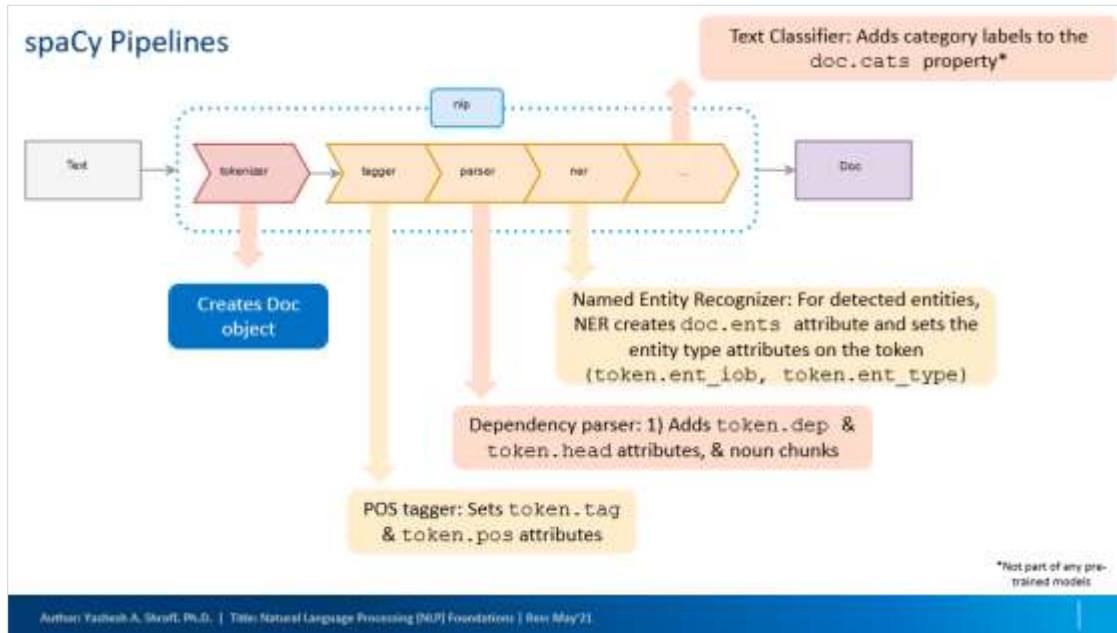 spaCy Pipelines
Text Classifier: Adds category labels to the
doc.cats property*
nlp
Text
tokenizer
tagger
parser
ner
...
Doc
Creates Doc
object
Named Entity Recognizer: For detected entities,
NER creates doc.ents attribute and sets the
entity type attributes on the token
(token.ent_iob, token.ent_type)
Dependency parser: 1) Adds token.dep &
token.head attributes, & noun chunks
POS tagger: Sets token.tag
& token.pos attributes
*Not part of any pre-
trained models
Author: Yashesh A. Shroff, Ph.D. | Title: Natural Language Processing (NLP) Foundations | Rev: May'21